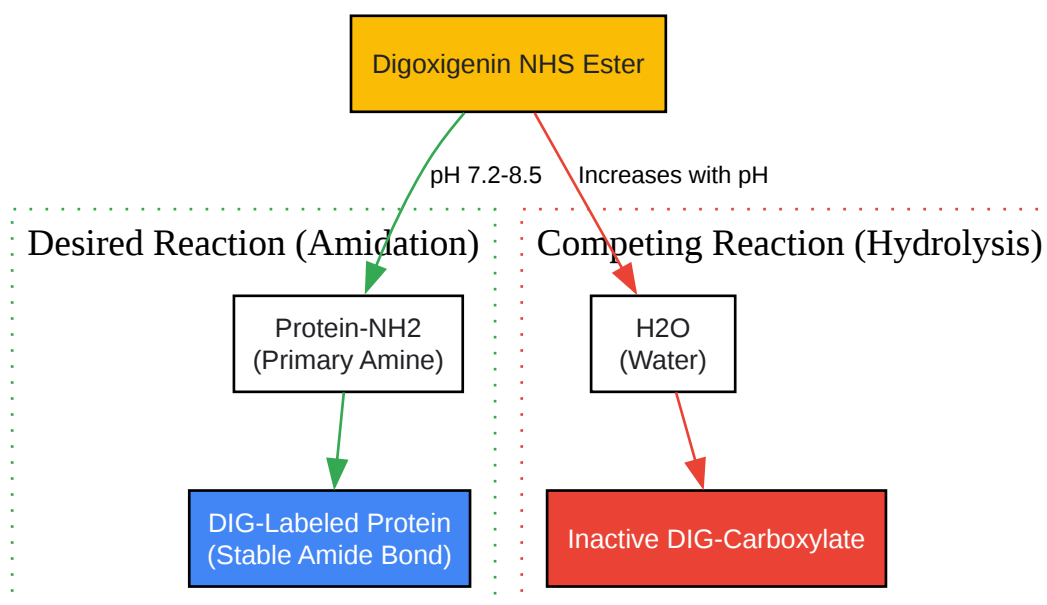 Digoxigenin NHS Ester
pH 7.2-8.5
Increases with pH
Desired Reaction (Amidation)
Competing Reaction (Hydrolysis)
Protein-NH2
(Primary Amine)
H2O
(Water)
DIG-Labeled Protein
(Stable Amide Bond)
Inactive DIG-Carboxylate